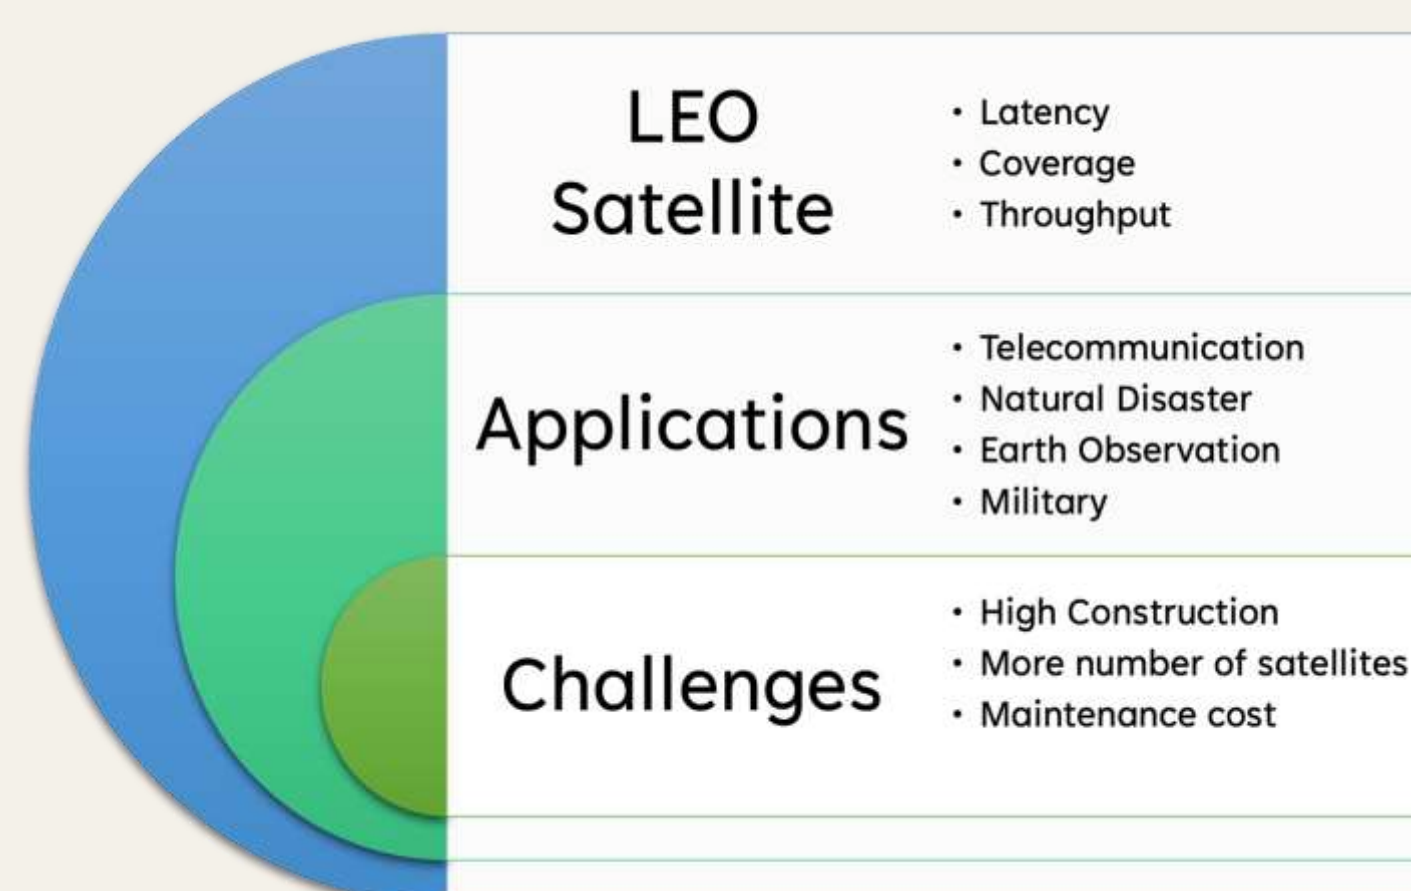 LEO
Satellite
• Latency
• Coverage
• Throughput
Applications
• Telecommunication
• Natural Disaster
• Earth Observation
• Military
Challenges
• High Construction
• More number of satellites
• Maintenance cost